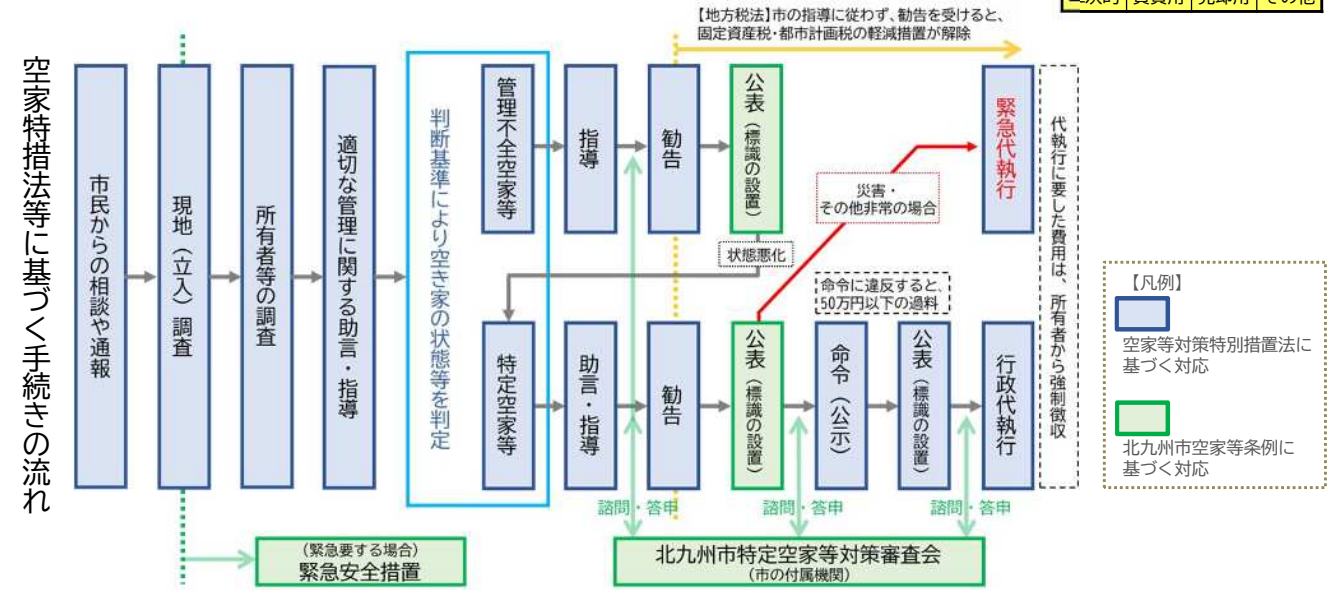 空家特措法等に基づく手続きの流れ
【地方税法】市の指導に従わず、勧告を受けると、
固定資産税・都市計画税の軽減措置が解除
市民からの相談や通報
現地（立入）調査
所有者等の調査
適切な管理に関する助言・指導
判断基準により空き家の状態等を判定
管理不全空家等
指導
勧告
公表（標識の設置）
緊急代執行
災害・
その他非常の場合
状態悪化
命令に違反すると、
50万円以下の過料
特定空家等
助言・指導
勧告
公表（標識の設置）
命令（公示）
公表（標識の設置）
行政代執行
代執行に要した費用は、所有者から強制徴収
諮問・答申
諮問・答申
諮問・答申
（緊急要する場合）
緊急安全措置
北九州市特定空家等対策審査会
（市の付属機関）
【凡例】
空家等対策特別措置法に
基づく対応
北九州市空家等条例に
基づく対応